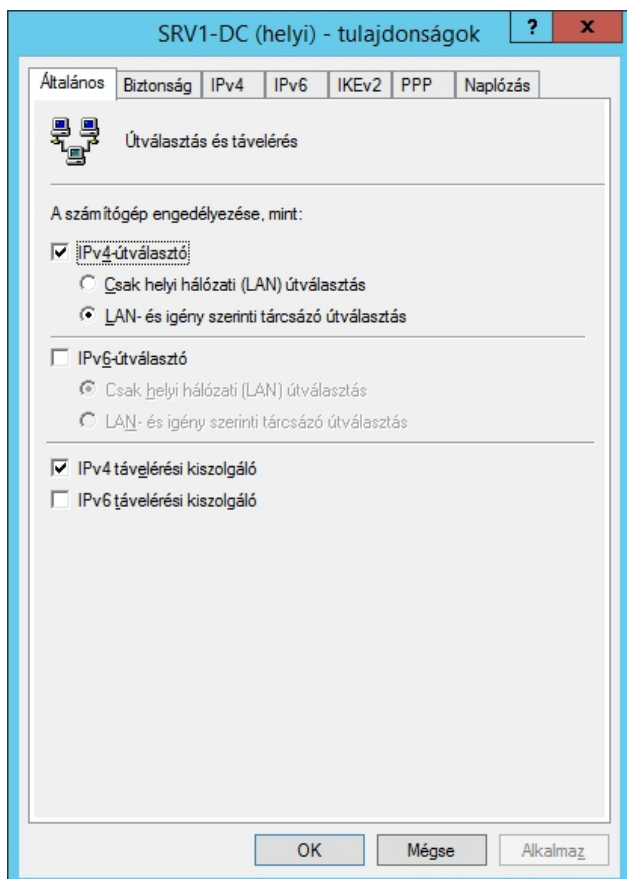 SRV1-DC (helyi) - tulajdonságok ? x
Általános Biztonság IPv4 IPv6 IKEv2 PPP Naplózás
Útválasztás és távelérés
A számítógép engedélyezése, mint:
IPv4-útválasztó
Csak helyi hálózati (LAN) útválasztás
LAN- és igény szerinti tárcsázó útválasztás
IPv6-útválasztó
Csak helyi hálózati (LAN) útválasztás
LAN- és igény szerinti tárcsázó útválasztás
IPv4 távelérési kiszolgáló
IPv6 távelérési kiszolgáló
OK Mégse Alkalmaz